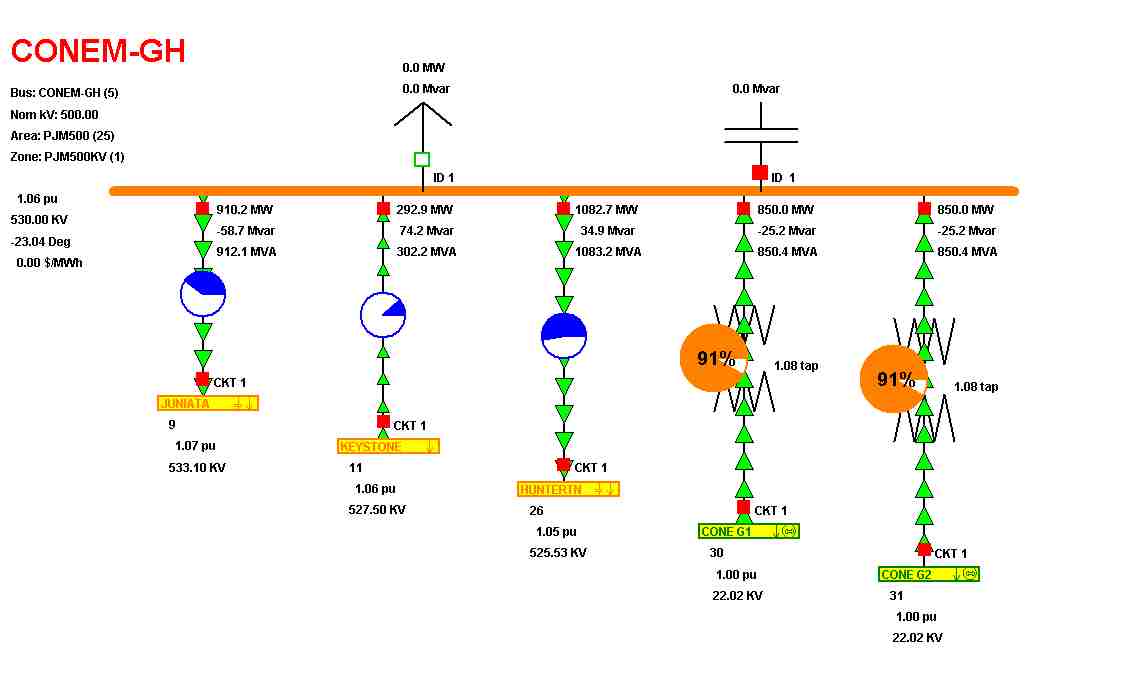 CONEM-GH
Bus: CONEM-GH (5)
Nom kV: 500.00
Area: PJM500 (25)
Zone: PJM500KV (1)
1.06 pu
530.00 KV
-23.04 Deg
0.00 $/MWh
0.0 MW
0.0 Mvar
ID 1
0.0 Mvar
ID 1
910.2 MW
-58.7 Mvar
912.1 MVA
CKT 1
JUNIATA
9
1.07 pu
533.10 KV
292.9 MW
74.2 Mvar
302.2 MVA
CKT 1
KEYSTONE
11
1.06 pu
527.50 KV
1082.7 MW
34.9 Mvar
1083.2 MVA
CKT 1
HUNTERTN
26
1.05 pu
525.53 KV
850.0 MW
-25.2 Mvar
850.4 MVA
91%
1.08 tap
CKT 1
CONE G1
30
1.00 pu
22.02 KV
850.0 MW
-25.2 Mvar
850.4 MVA
91%
1.08 tap
CKT 1
CONE G2
31
1.00 pu
22.02 KV